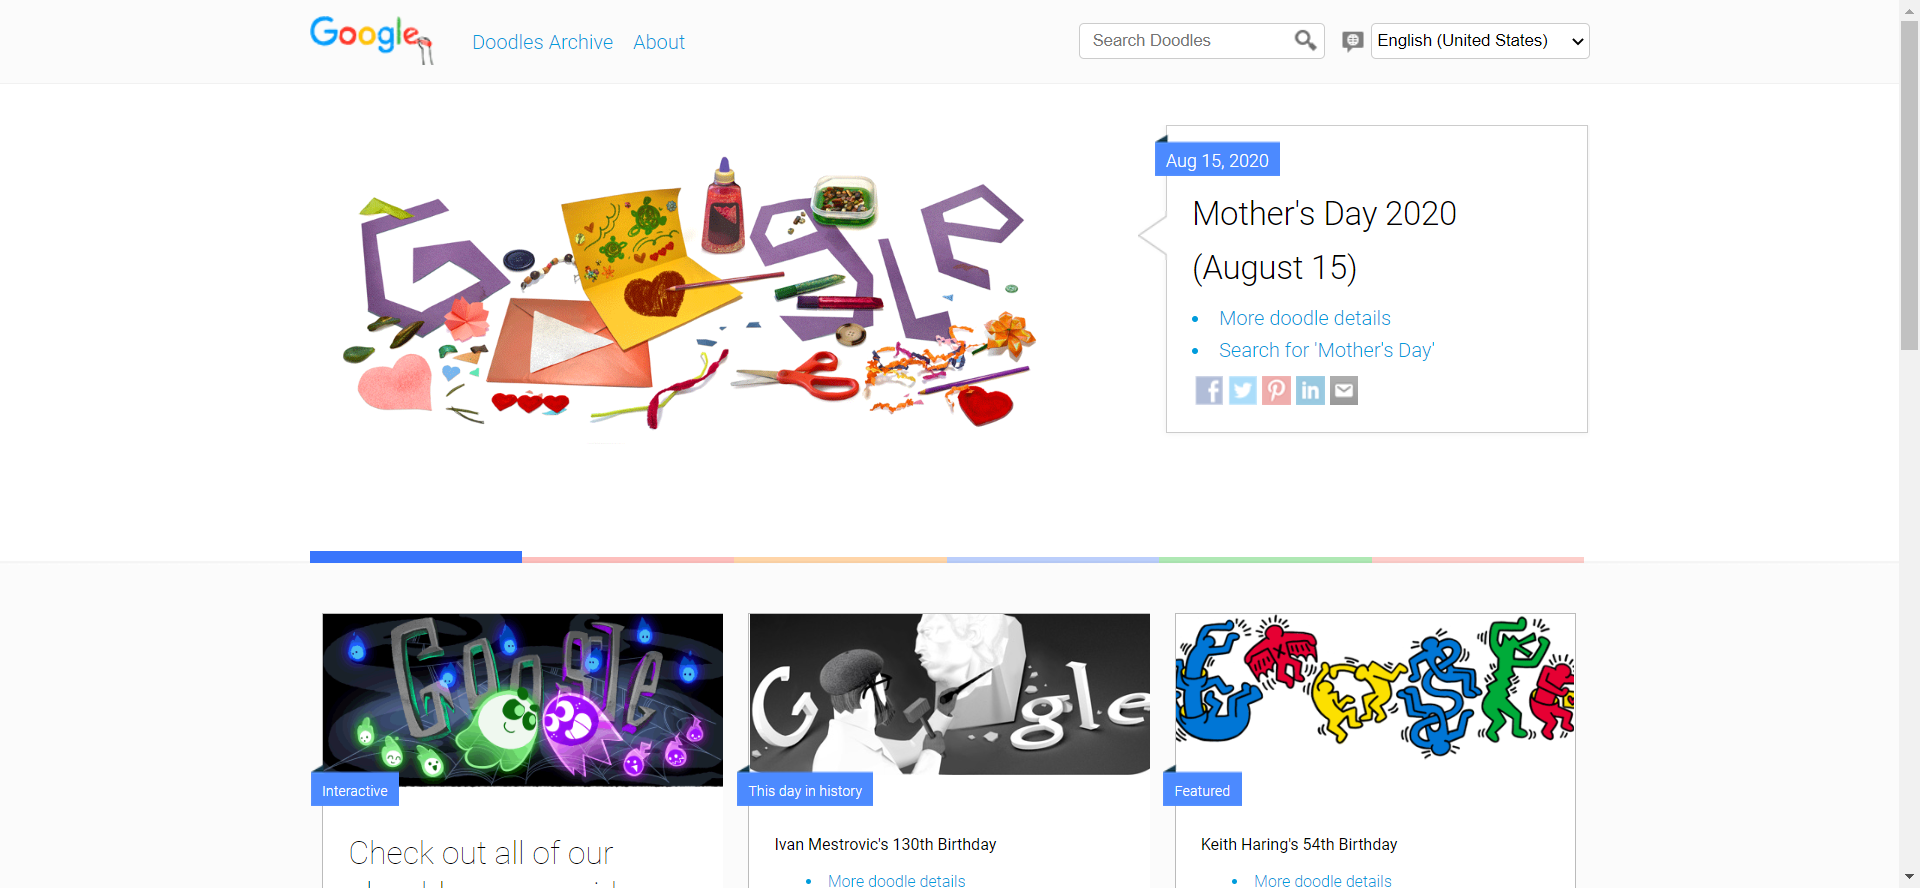 Google
Doodles Archive
About
Search Doodles
English (United States)
Aug 15, 2020
Mother's Day 2020
(August 15)
More doodle details
Search for 'Mother's Day'
Google
Interactive
Check out all of our
Google
This day in history
Ivan Mestrovic's 130th Birthday
More doodle details
Featured
Keith Haring's 54th Birthday
More doodle details